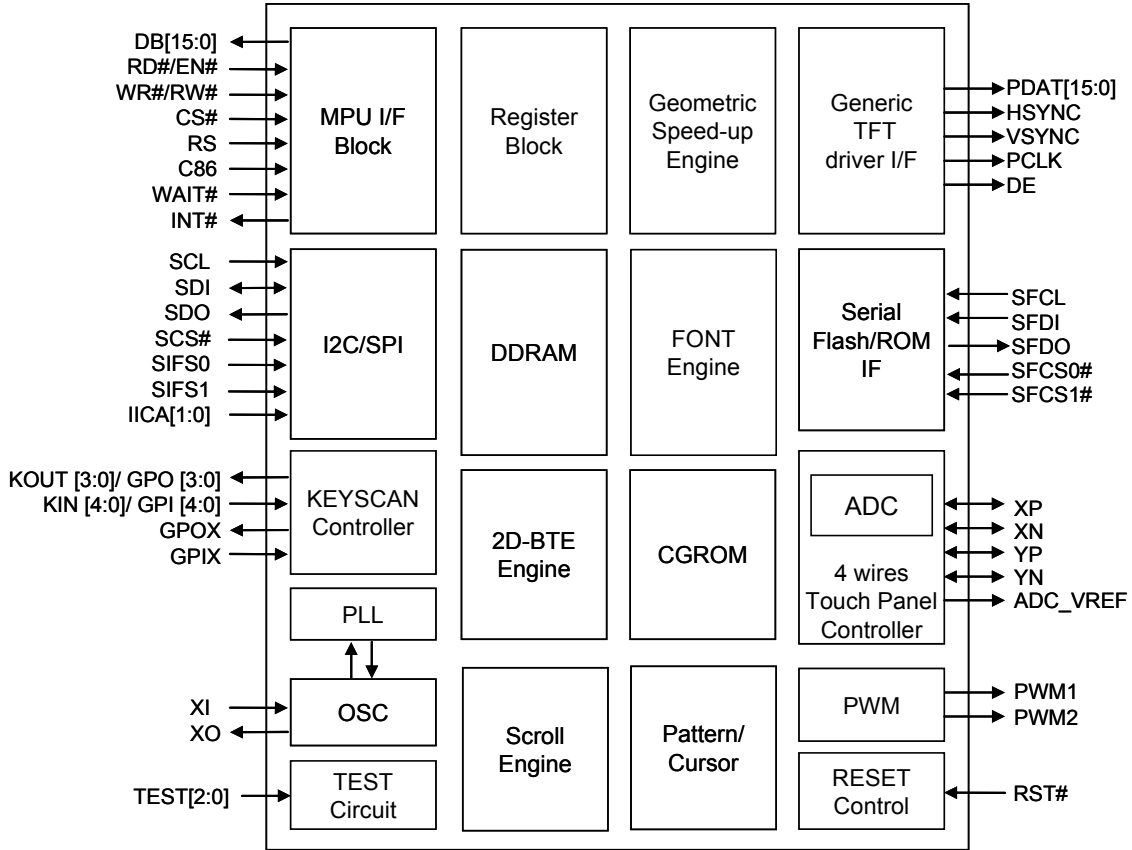 DB[15:0]
RD#/EN#
WR#/RW#
CS#
RS
C86
WAIT#
INT#
MPU I/F
Block
Register
Block
Geometric
Speed-up
Engine
Generic
TFT
driver I/F
PDAT[15:0]
HSYNC
VSYNC
PCLK
DE
SCL
SDI
SDO
SCS#
SIFS0
SIFS1
IICA[1:0]
I2C/SPI
DDRAM
FONT
Engine
Serial
Flash/ROM
IF
SFCL
SFDI
SFDO
SFCS0#
SFCS1#
KOUT [3:0]/ GPO [3:0]
KIN [4:0]/ GPI [4:0]
GPOX
GPIX
KEYSCAN
Controller
2D-BTE
Engine
CGROM
ADC
4 wires
Touch Panel
Controller
XP
XN
YP
YN
ADC_VREF
PLL
XI
XO
OSC
Scroll
Engine
Pattern/
Cursor
PWM
PWM1
PWM2
TEST[2:0]
TEST
Circuit
RESET
Control
RST#